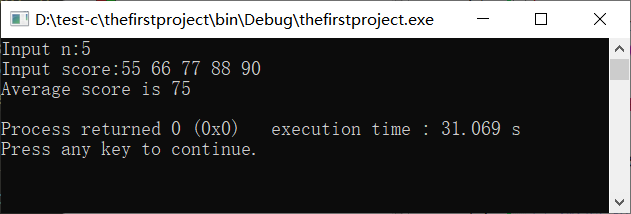 D:\test-c\thefirstproject\bin\Debug\thefirstproject.exe
Input n:5
Input score:55 66 77 88 90
Average score is 75
Process returned 0 (0x0)   execution time : 31.069 s
Press any key to continue.